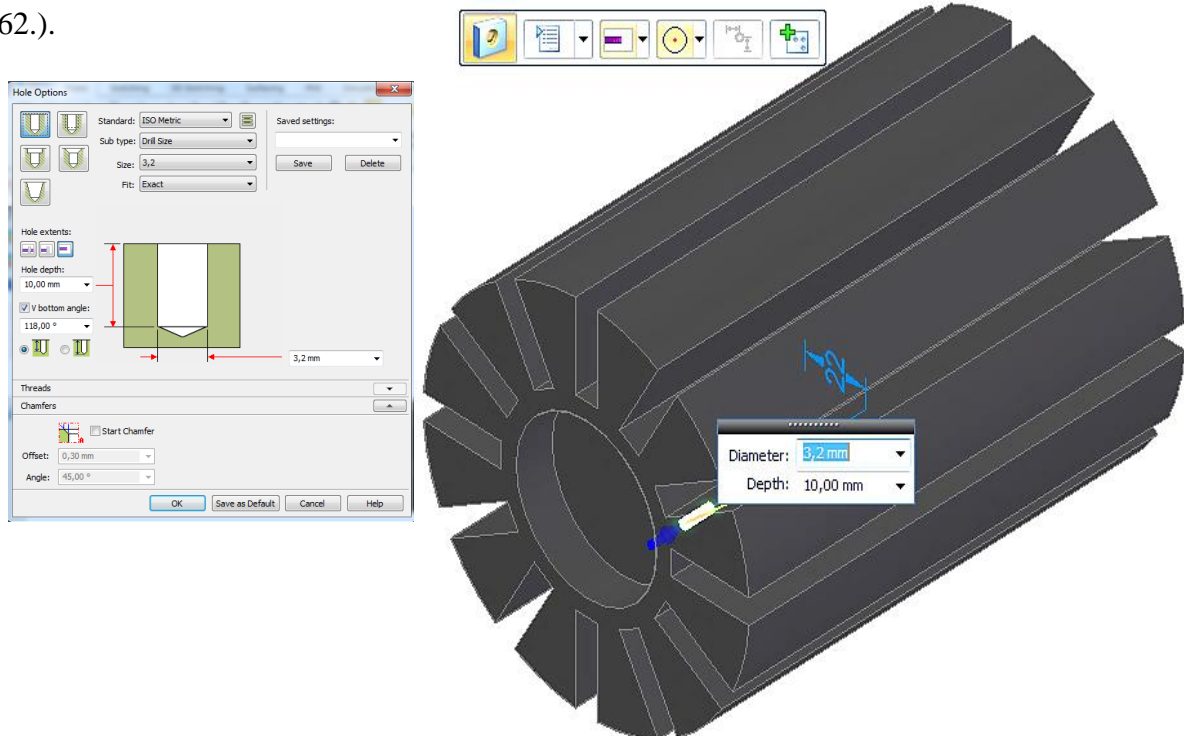 62.).
Hole Options
Standard: ISO Metric
Saved settings:
Sub type: Drill Size
Size: 3,2
Save Delete
Fit: Exact
Hole extents:
Hole depth:
10,00 mm
V bottom angle:
118,00 °
3,2 mm
Threads
Chamfers
Start Chamfer
Offset: 0,30 mm
Angle: 45,00 °
OK Save as Default Cancel Help
22
Diameter: 3,2 mm
Depth: 10,00 mm